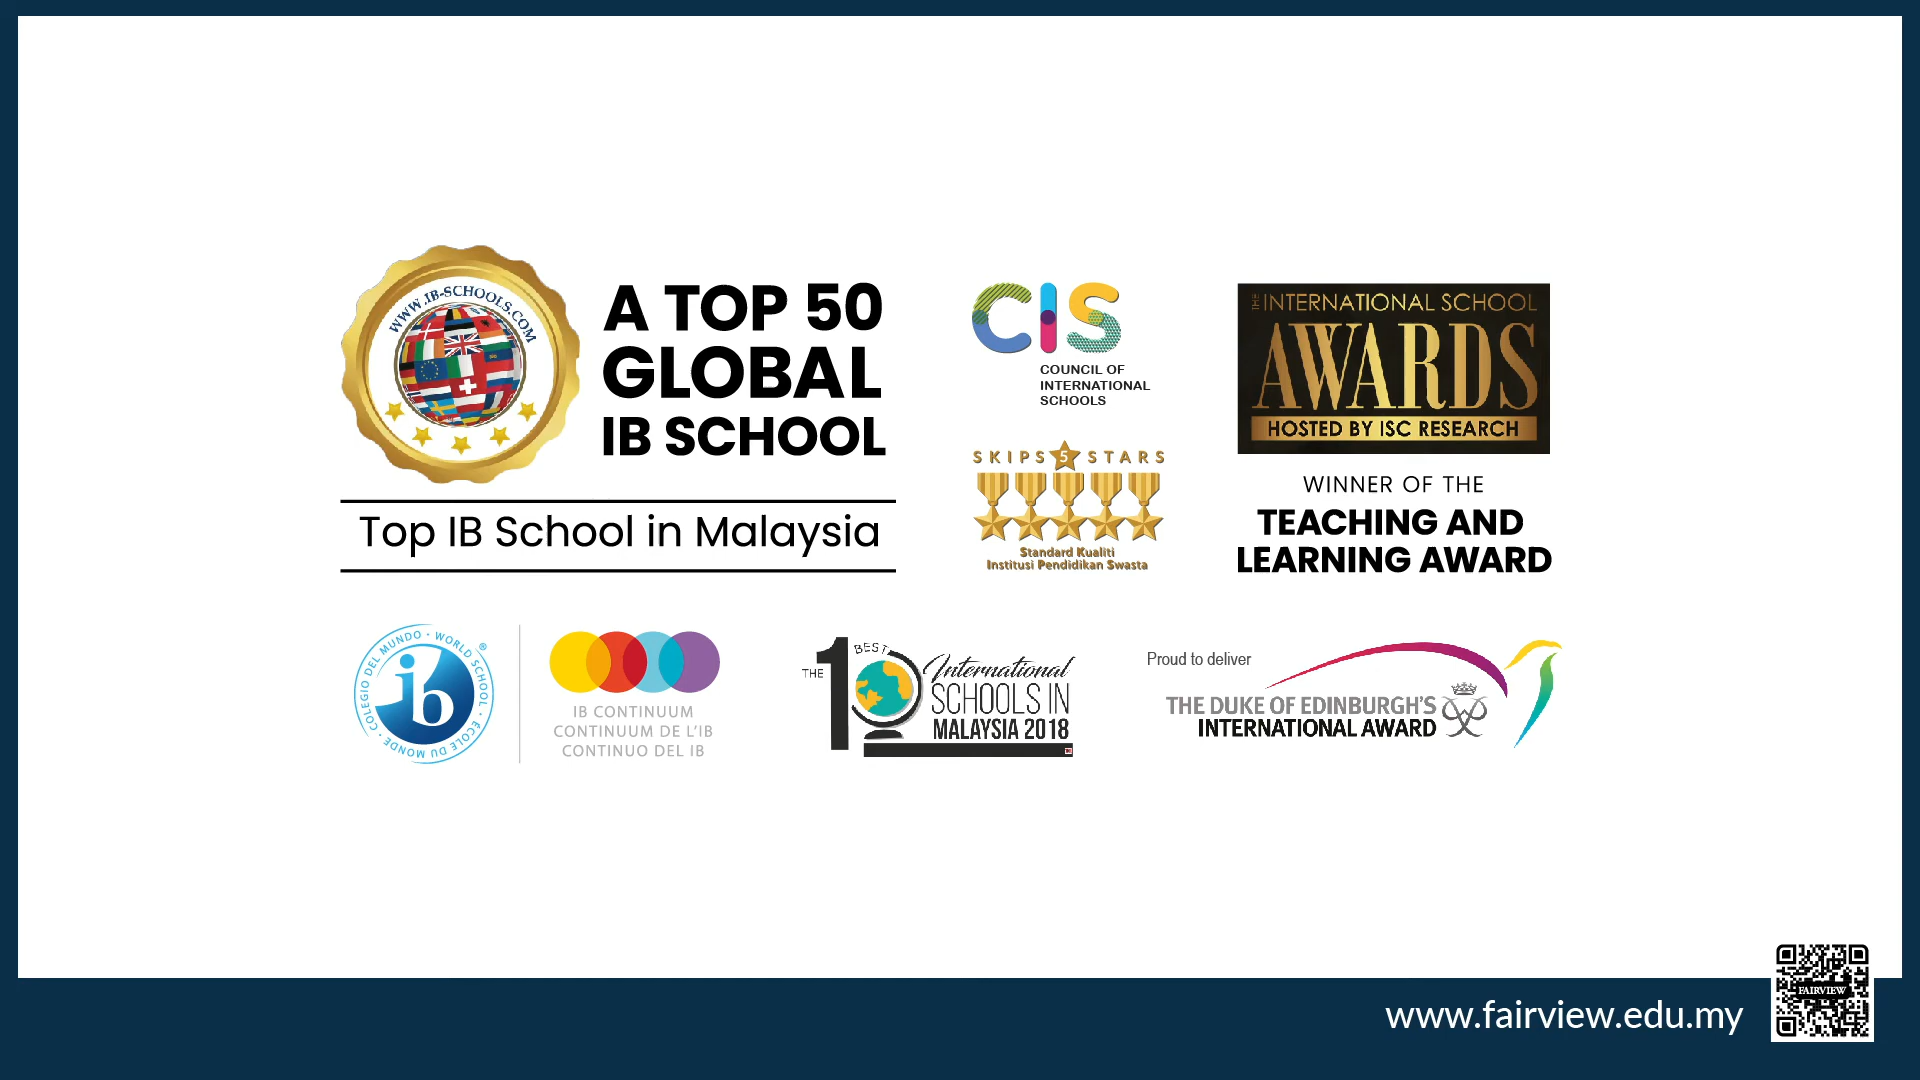 WWW.IB-SCHOOLS.COM
A TOP 50
GLOBAL
IB SCHOOL
Top IB School in Malaysia
CIS
COUNCIL OF
INTERNATIONAL
SCHOOLS
SKIPS 5 STARS
Standard Kualiti
Institusi Pendidikan Swasta
THE INTERNATIONAL SCHOOL
AWARDS
HOSTED BY ISC RESEARCH
WINNER OF THE
TEACHING AND
LEARNING AWARD
COLEGIO DEL MUNDO · WORLD SCHOOL · ÉCOLE DU MONDE · ®
ib
IB CONTINUUM
CONTINUUM DE L'IB
CONTINUO DEL IB
THE 10 BEST
International
SCHOOLS IN
MALAYSIA 2018
Proud to deliver
THE DUKE OF EDINBURGH'S
INTERNATIONAL AWARD
www.fairview.edu.my
FAIRVIEW